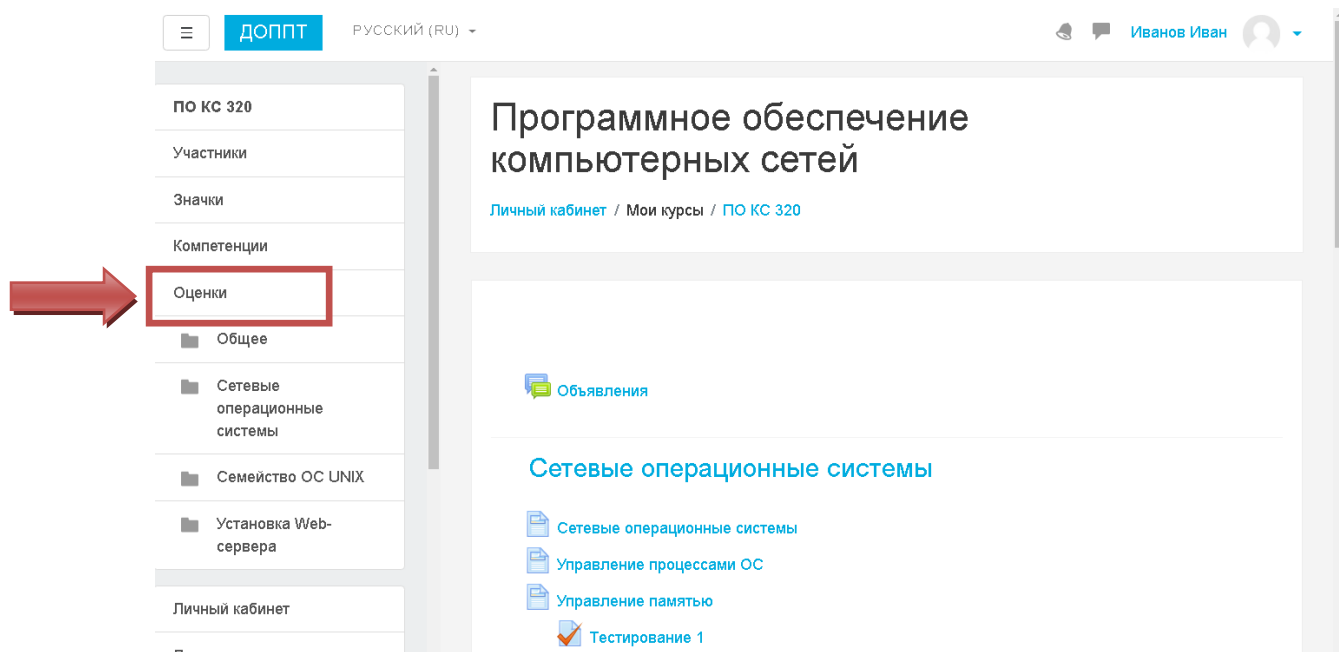 ДОППТ
РУССКИЙ (RU)
Иванов Иван
ПО КС 320
Участники
Значки
Компетенции
Оценки
Общее
Сетевые
операционные
системы
Семейство ОС UNIX
Установка Web-
сервера
Личный кабинет
Программное обеспечение
компьютерных сетей
Личный кабинет / Мои курсы / ПО КС 320
Объявления
Сетевые операционные системы
Сетевые операционные системы
Управление процессами ОС
Управление памятью
Тестирование 1